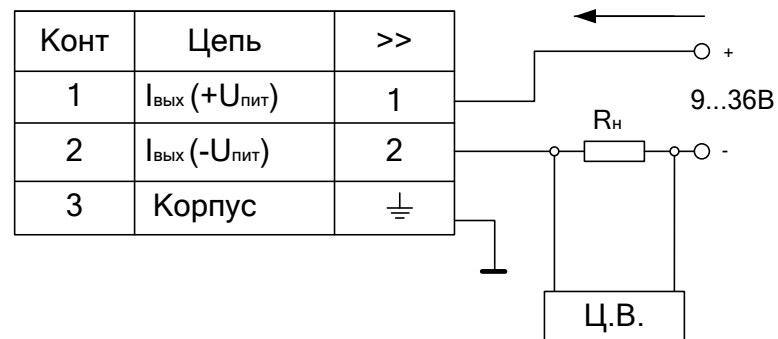 Конт Цепь >>
1 Iвых (+Uпит) 1
2 Iвых (-Uпит) 2
3 Корпус
+
9...36В
Rн
-
Ц.В.